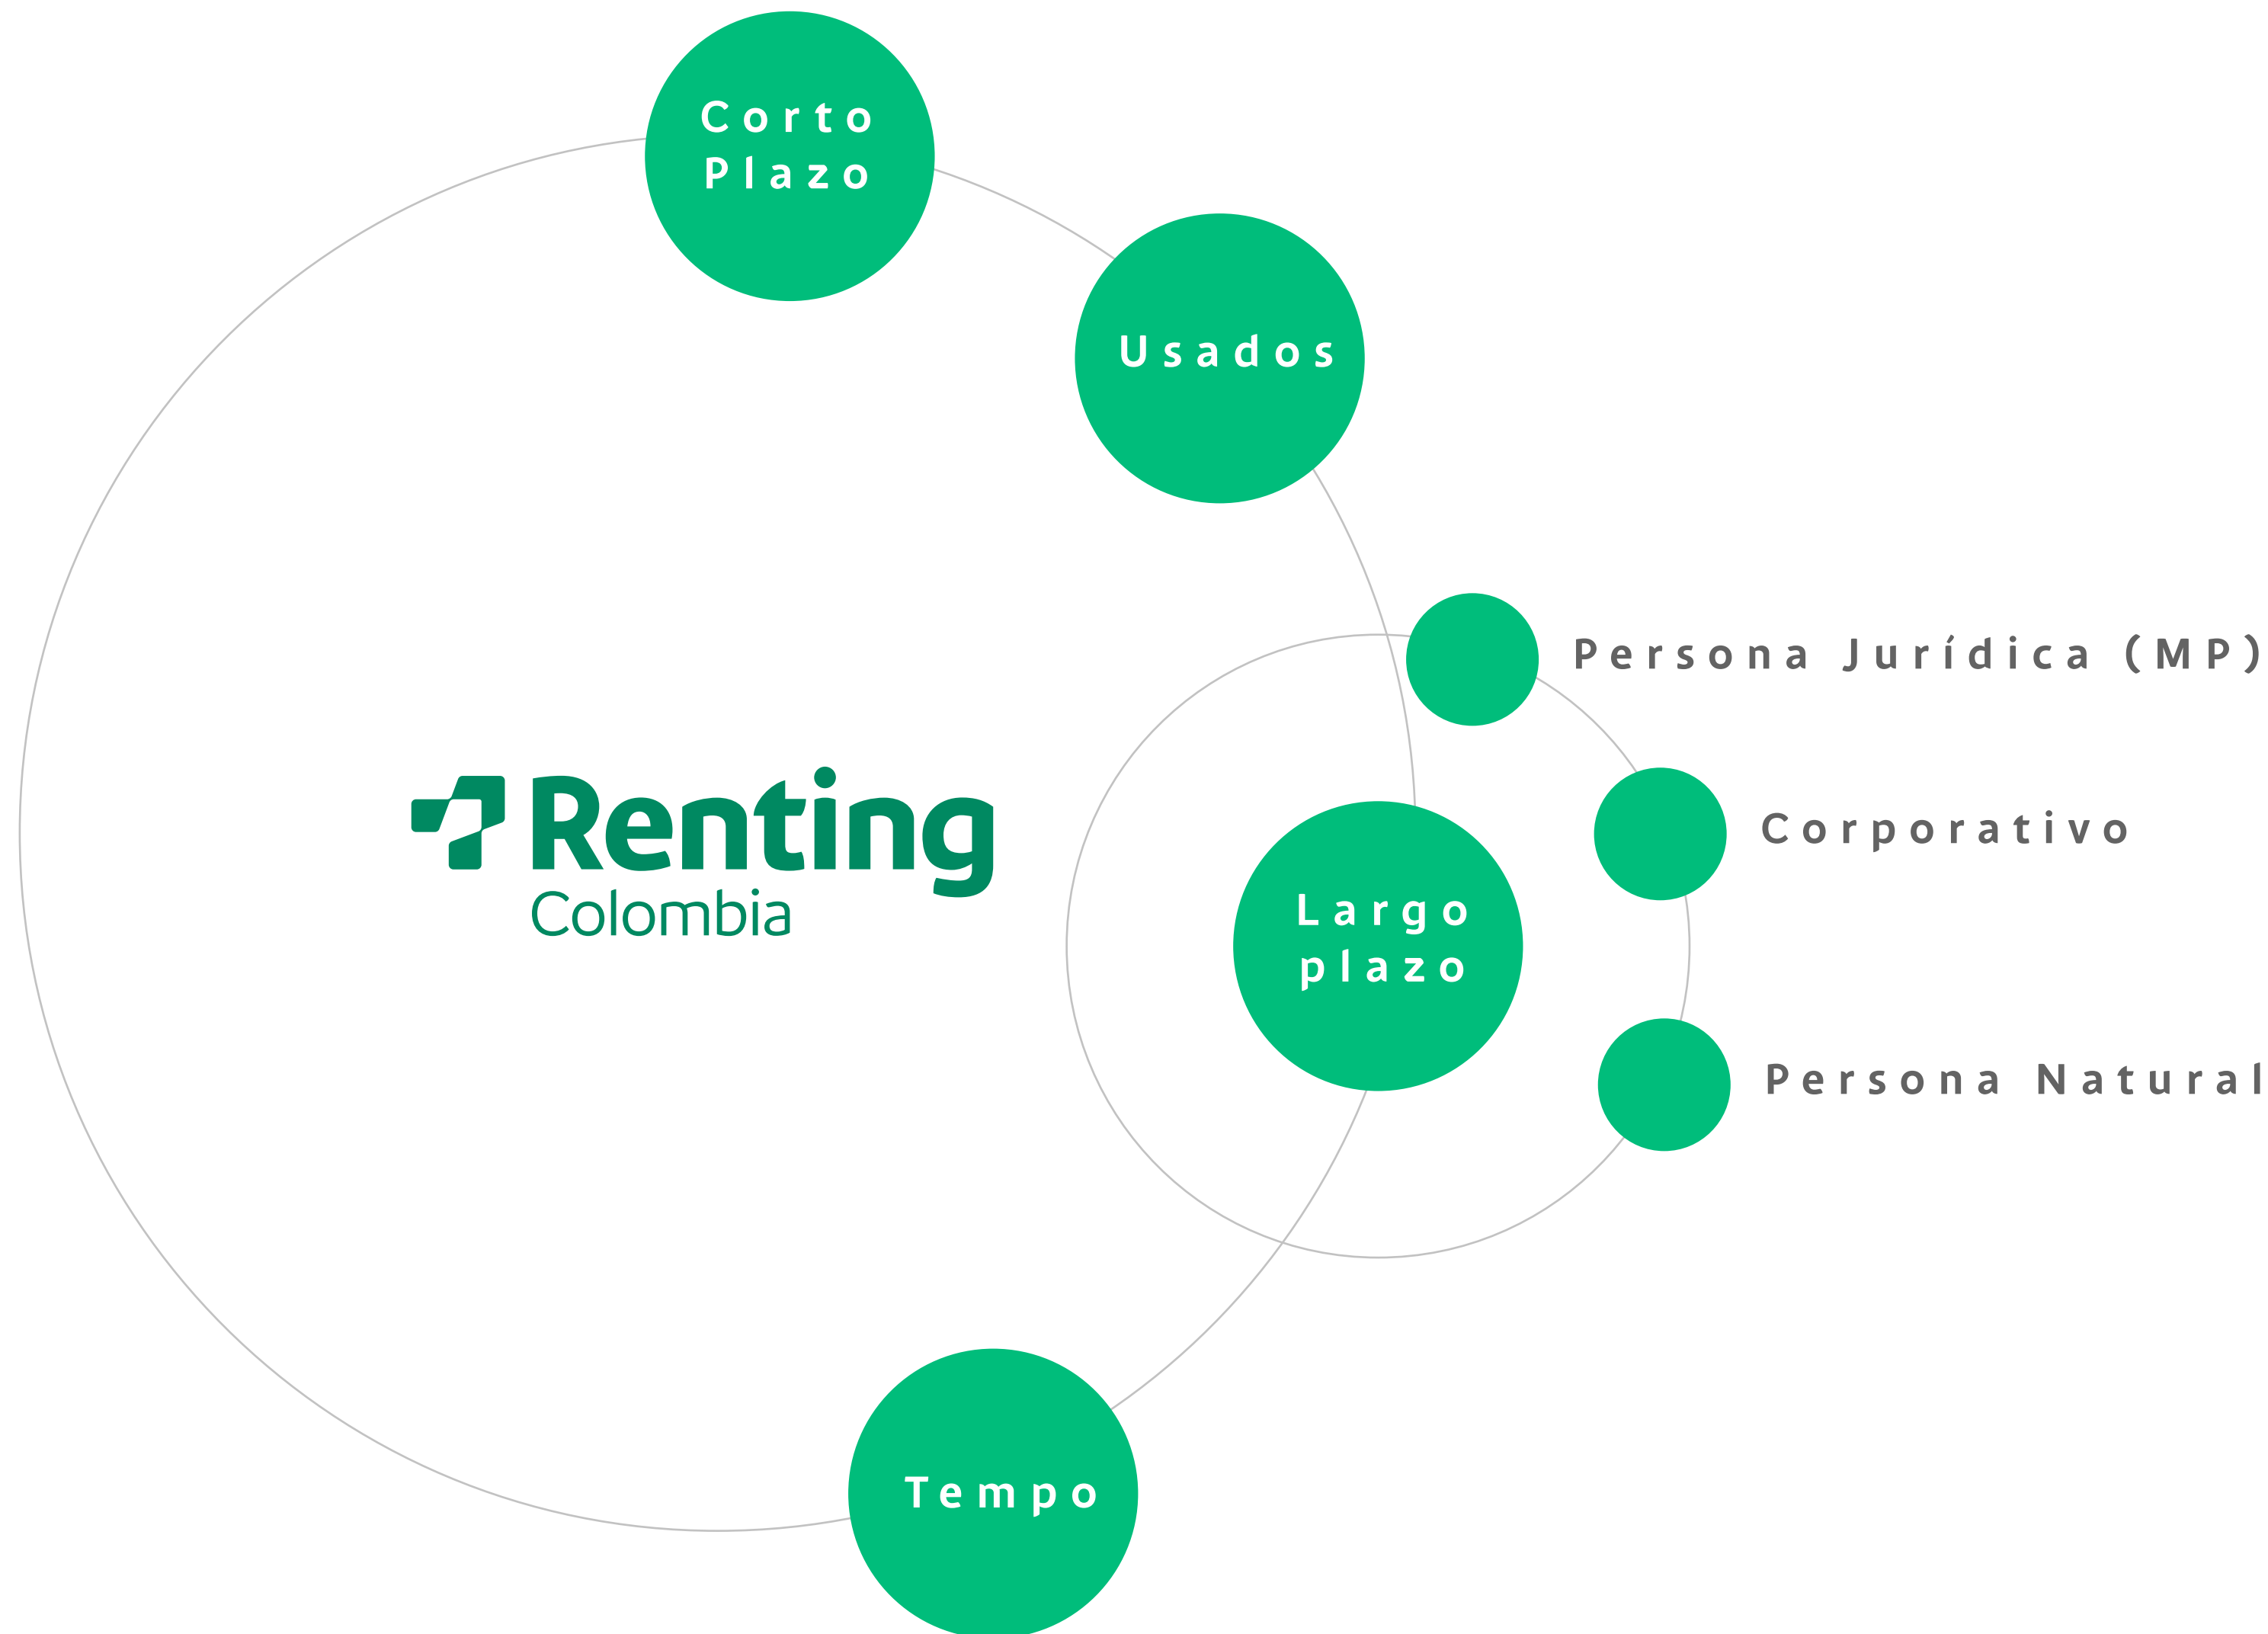 Corto
Plazo
Usados
Persona Jurídica (MP)
Corporativo
Renting
Colombia
Largo
plazo
Persona Natural
Tempo